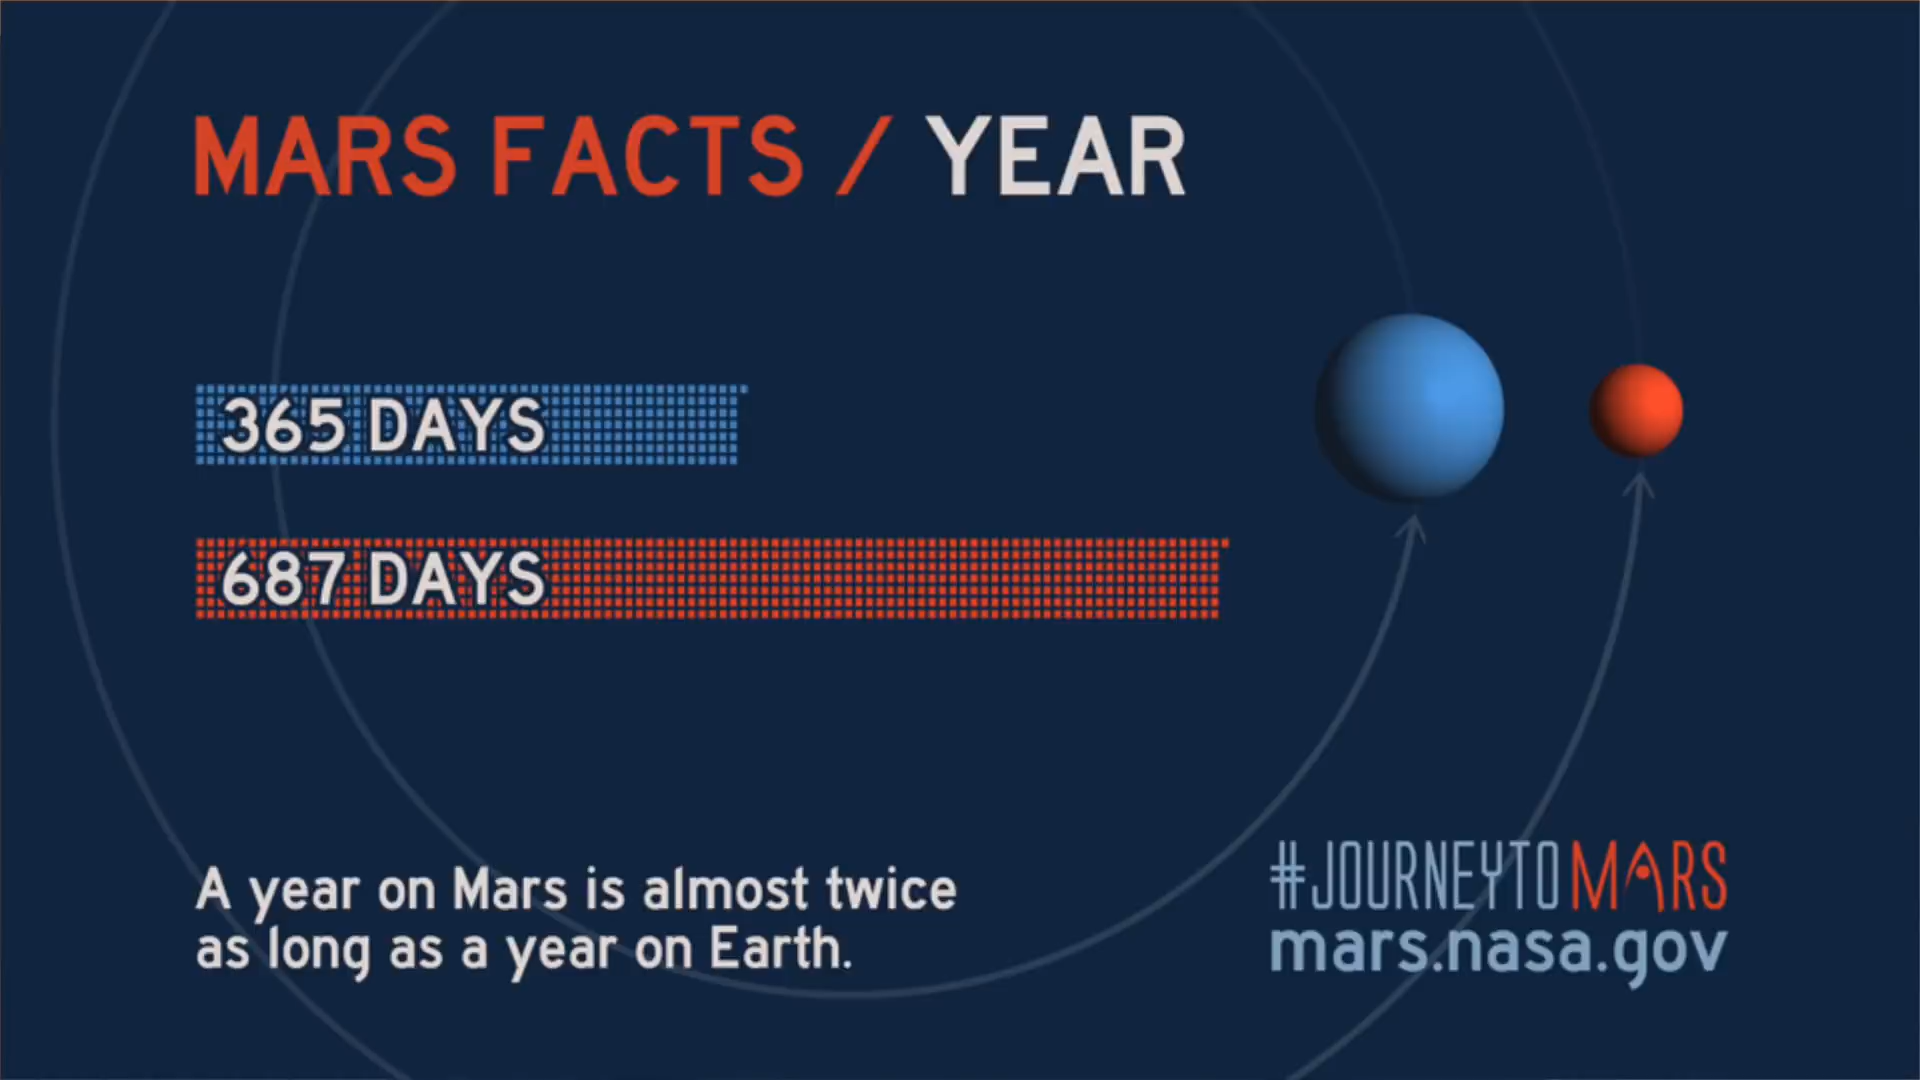 MARS FACTS / YEAR
365 DAYS
687 DAYS
A year on Mars is almost twice
as long as a year on Earth.
#JOURNEYTOMARS
mars.nasa.gov